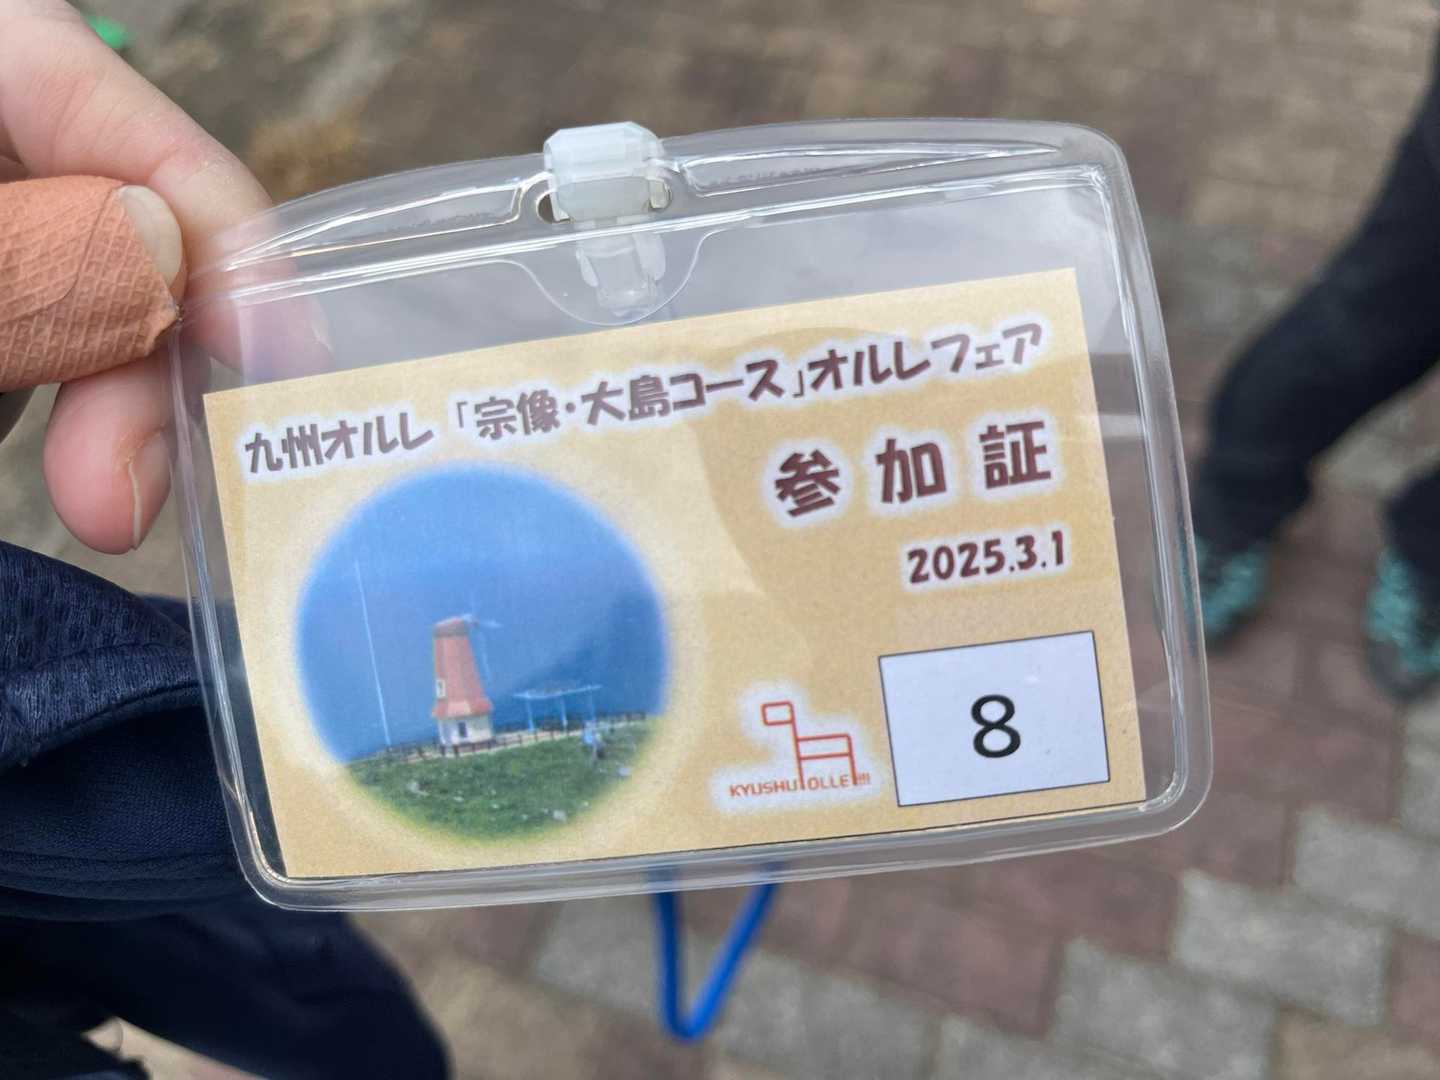 九州オルレ「宗像・大島コース」オルレフェア
参加証
2025.3.1
8
KYUSHU OLLE !!!!